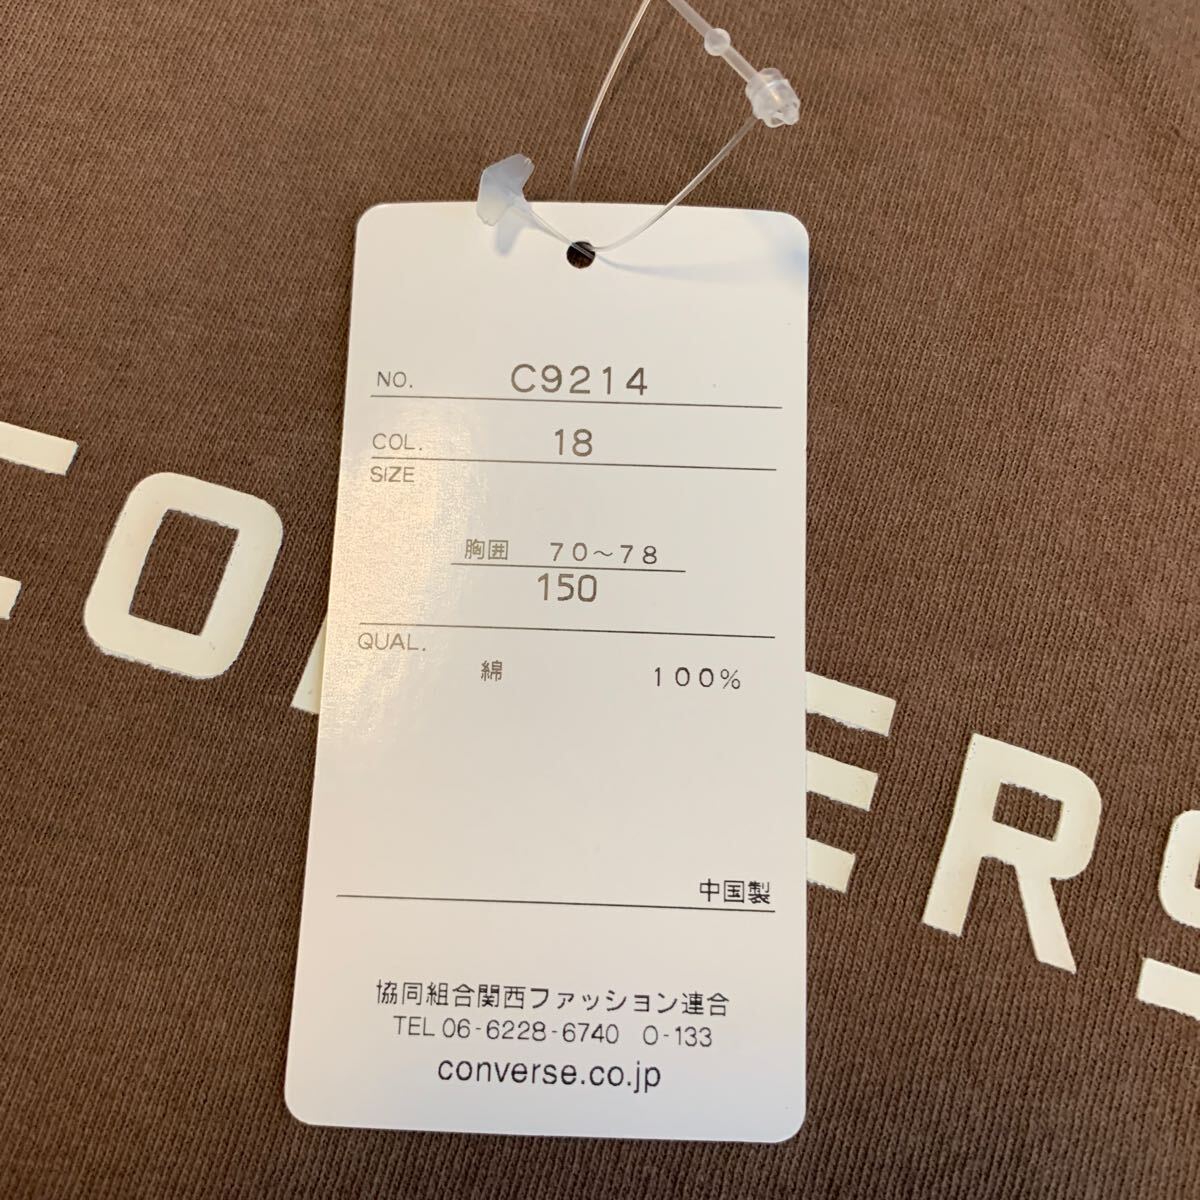 NO. C9214
COL. 18
SIZE
胸囲 70～78
150
QUAL.
綿 100%
中国製
協同組合関西ファッション連合
TEL 06-6228-6740 O-133
converse.co.jp
CO ERS